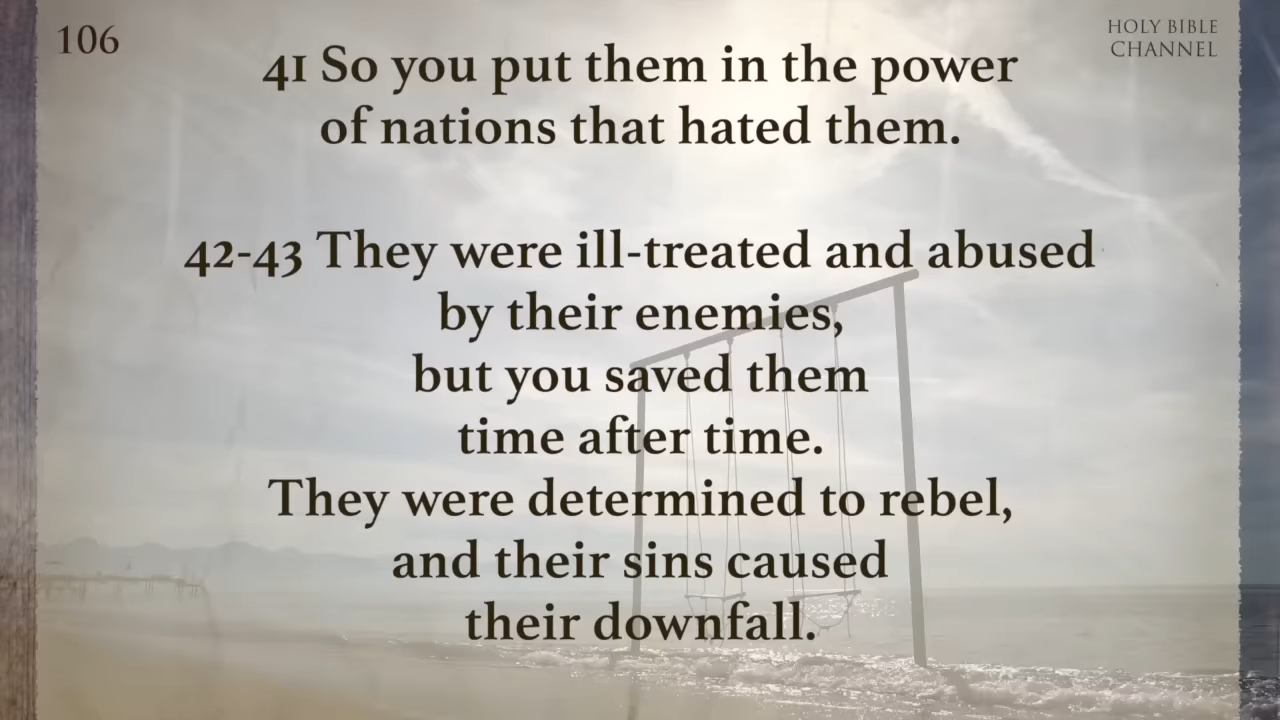 106
HOLY BIBLE
CHANNEL
41 So you put them in the power
of nations that hated them.
42-43 They were ill-treated and abused
by their enemies,
but you saved them
time after time.
They were determined to rebel,
and their sins caused
their downfall.